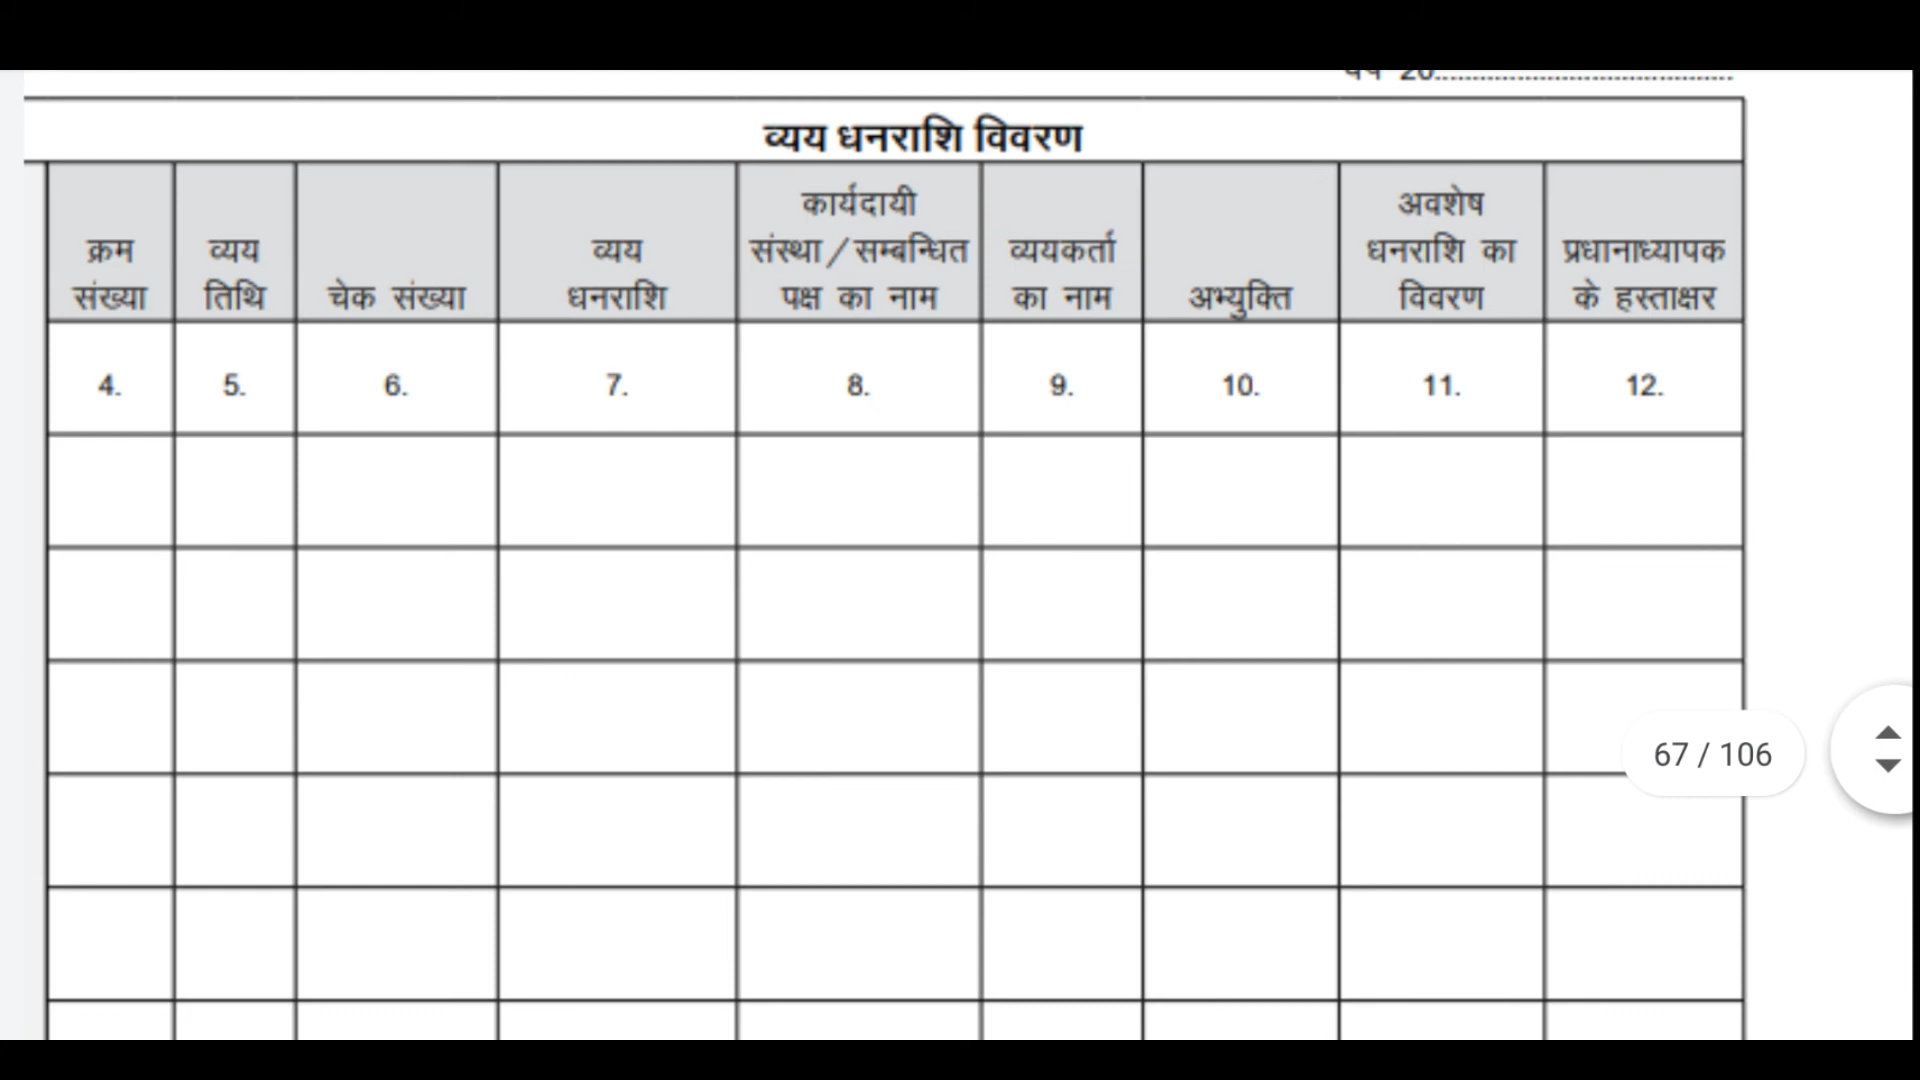 20
व्यय धनराशि विवरण
क्रम संख्या
व्यय तिथि
चेक संख्या
व्यय धनराशि
कार्यदायी संस्था/सम्बन्धित पक्ष का नाम
व्ययकर्ता का नाम
अभ्युक्ति
अवशेष धनराशि का विवरण
प्रधानाध्यापक के हस्ताक्षर
4. 5. 6. 7. 8. 9. 10. 11. 12.
67 / 106